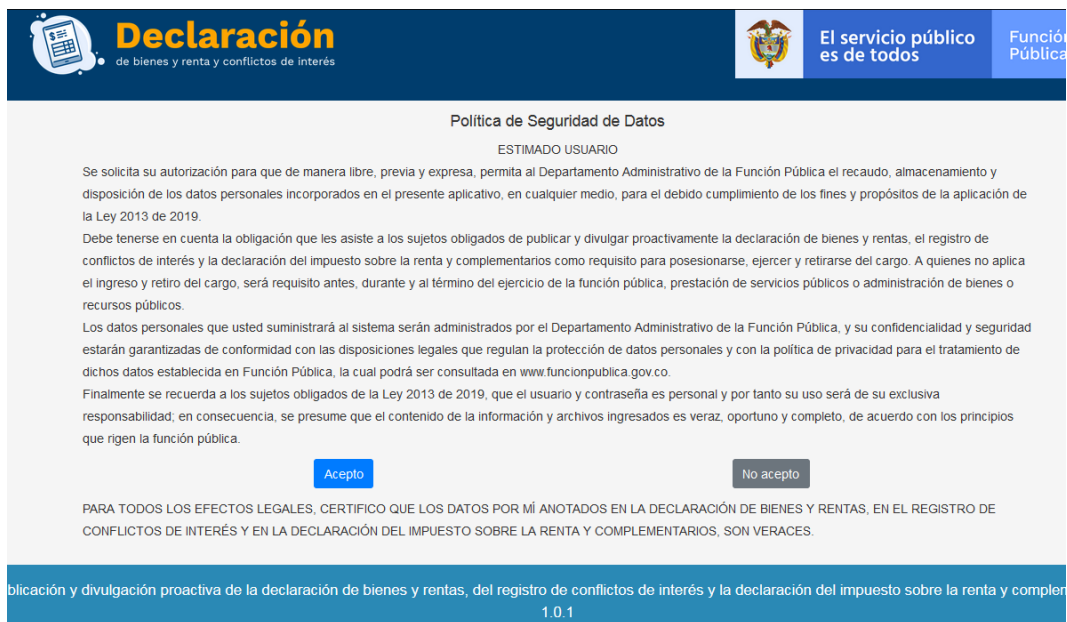 Declaración
de bienes y renta y conflictos de interés
El servicio público
es de todos
Función
Pública
Política de Seguridad de Datos
ESTIMADO USUARIO
Se solicita su autorización para que de manera libre, previa y expresa, permita al Departamento Administrativo de la Función Pública el recaudo, almacenamiento y
disposición de los datos personales incorporados en el presente aplicativo, en cualquier medio, para el debido cumplimiento de los fines y propósitos de la aplicación de
la Ley 2013 de 2019.
Debe tenerse en cuenta la obligación que les asiste a los sujetos obligados de publicar y divulgar proactivamente la declaración de bienes y rentas, el registro de
conflictos de interés y la declaración del impuesto sobre la renta y complementarios como requisito para posesionarse, ejercer y retirarse del cargo. A quienes no aplica
el ingreso y retiro del cargo, será requisito antes, durante y al término del ejercicio de la función pública, prestación de servicios públicos o administración de bienes o
recursos públicos.
Los datos personales que usted suministrará al sistema serán administrados por el Departamento Administrativo de la Función Pública, y su confidencialidad y seguridad
estarán garantizadas de conformidad con las disposiciones legales que regulan la protección de datos personales y con la política de privacidad para el tratamiento de
dichos datos establecida en Función Pública, la cual podrá ser consultada en www.funcionpublica.gov.co.
Finalmente se recuerda a los sujetos obligados de la Ley 2013 de 2019, que el usuario y contraseña es personal y por tanto su uso será de su exclusiva
responsabilidad; en consecuencia, se presume que el contenido de la información y archivos ingresados es veraz, oportuno y completo, de acuerdo con los principios
que rigen la función pública.
Acepto
No acepto
PARA TODOS LOS EFECTOS LEGALES, CERTIFICO QUE LOS DATOS POR MÍ ANOTADOS EN LA DECLARACIÓN DE BIENES Y RENTAS, EN EL REGISTRO DE
CONFLICTOS DE INTERÉS Y EN LA DECLARACIÓN DEL IMPUESTO SOBRE LA RENTA Y COMPLEMENTARIOS, SON VERACES.
blicación y divulgación proactiva de la declaración de bienes y rentas, del registro de conflictos de interés y la declaración del impuesto sobre la renta y complem
1.0.1